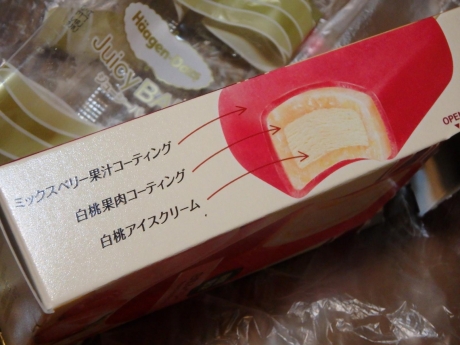 Häagen-Dazs
Juicy BA
ミックスベリー果汁コーティング
白桃果肉コーティング
白桃アイスクリーム
OPEN